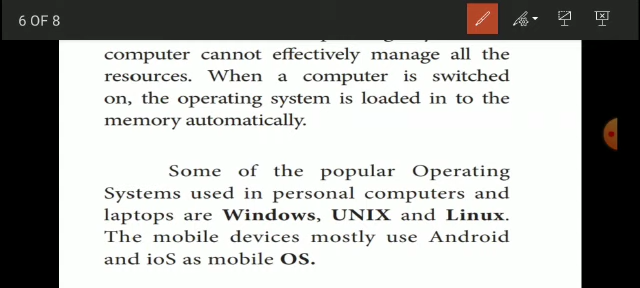 6 OF 8
computer cannot effectively manage all the
resources. When a computer is switched
on, the operating system is loaded in to the
memory automatically.
Some of the popular Operating
Systems used in personal computers and
laptops are Windows, UNIX and Linux.
The mobile devices mostly use Android
and ioS as mobile OS.